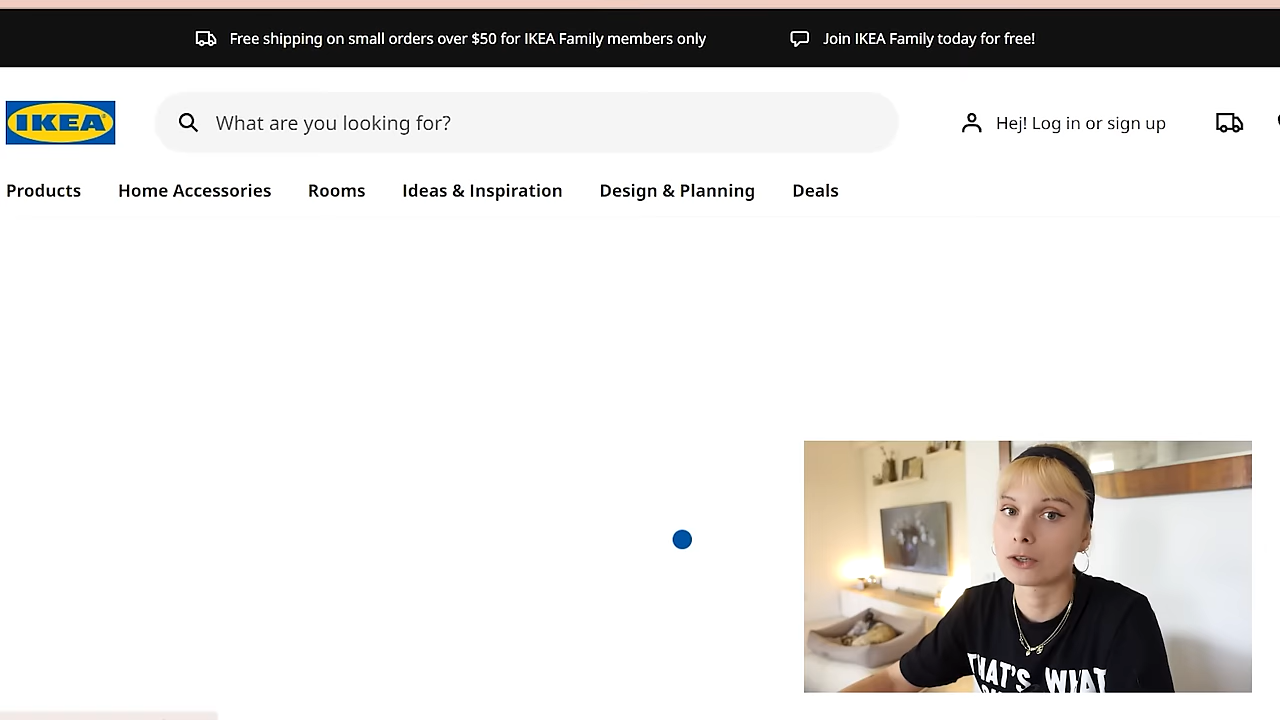 Free shipping on small orders over $50 for IKEA Family members only
Join IKEA Family today for free!
IKEA
What are you looking for?
Hej! Log in or sign up
Products
Home Accessories
Rooms
Ideas & Inspiration
Design & Planning
Deals
THAT'S WHAT